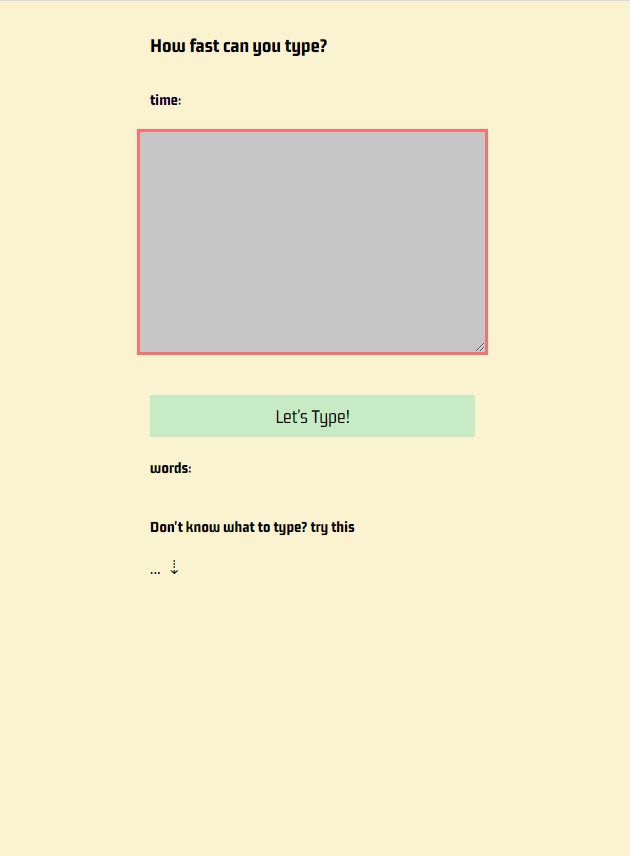 How fast can you type?
time:
Let's Type!
words:
Don't know what to type? try this
... ⇣